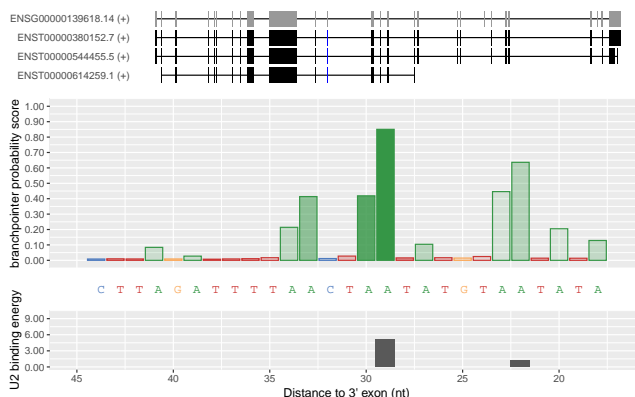 ENSG00000139618.14 (+)
ENST00000380152.7 (+)
ENST00000544455.5 (+)
ENST00000614259.1 (+)
branchpointer probability score
1.00
0.90
0.80
0.70
0.60
0.50
0.40
0.30
0.20
0.10
0.00
C T T A G A T T T T A A C T A A T A T G T A A T A T A
U2 binding energy
9.00
6.00
3.00
0.00
45 40 35 30 25 20
Distance to 3' exon (nt)